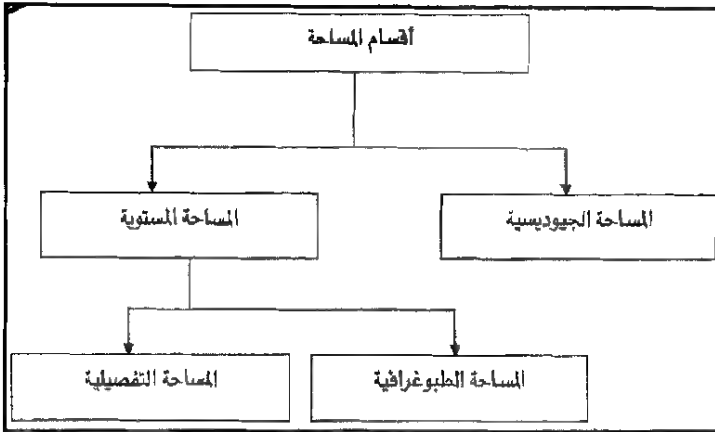 أقسام المساحة
المساحة الجيوديسية
المساحة المستوية
المساحة الطبوغرافية
المساحة التفصيلية